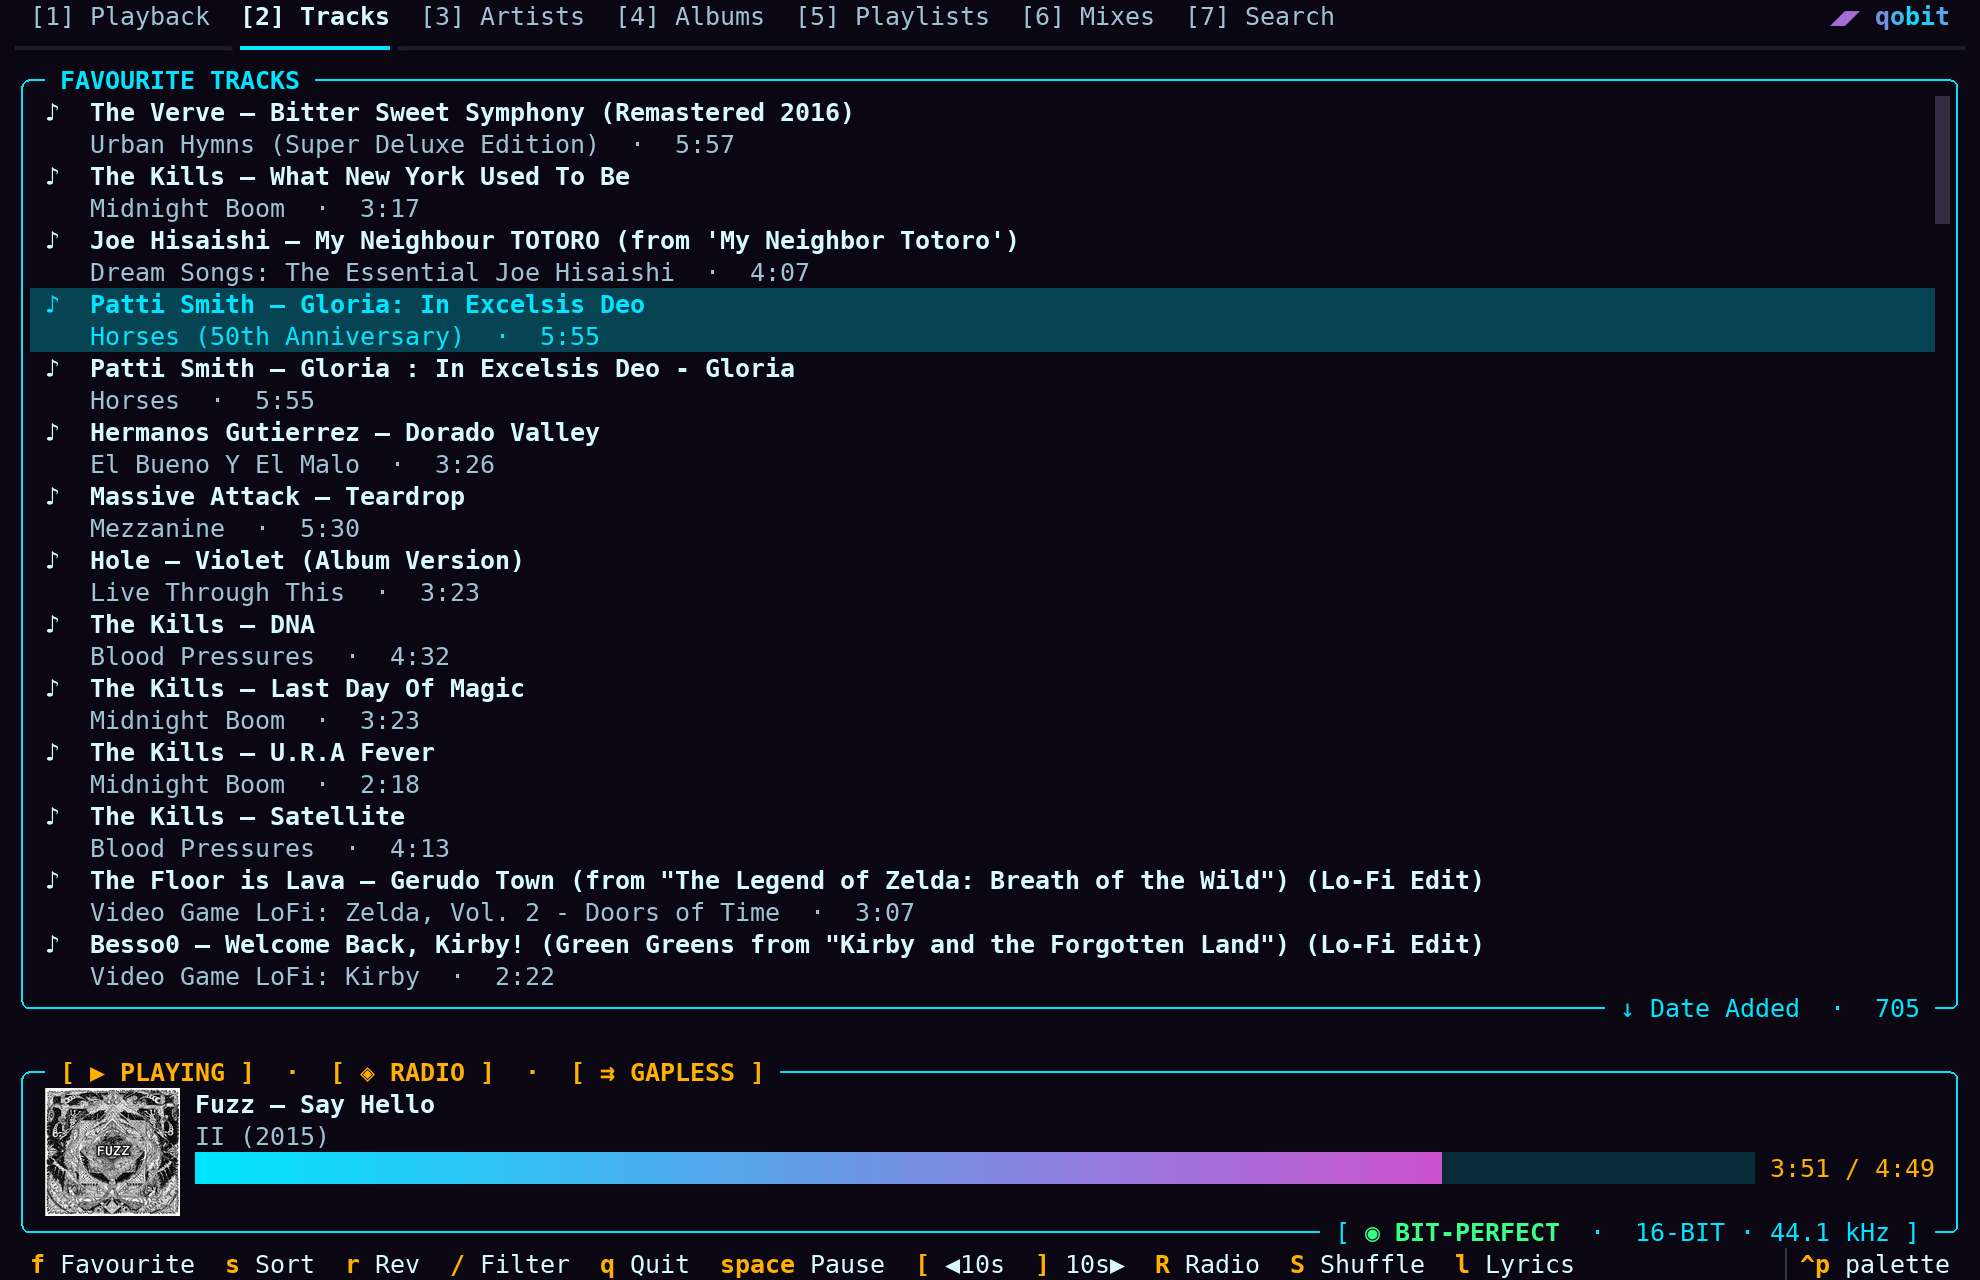 [1] Playback [2] Tracks [3] Artists [4] Albums [5] Playlists [6] Mixes [7] Search qobit
FAVOURITE TRACKS
♪ The Verve — Bitter Sweet Symphony (Remastered 2016)
Urban Hymns (Super Deluxe Edition) · 5:57
♪ The Kills — What New York Used To Be
Midnight Boom · 3:17
♪ Joe Hisaishi — My Neighbour TOTORO (from 'My Neighbor Totoro')
Dream Songs: The Essential Joe Hisaishi · 4:07
♪ Patti Smith — Gloria: In Excelsis Deo
Horses (50th Anniversary) · 5:55
♪ Patti Smith — Gloria : In Excelsis Deo - Gloria
Horses · 5:55
♪ Hermanos Gutierrez — Dorado Valley
El Bueno Y El Malo · 3:26
♪ Massive Attack — Teardrop
Mezzanine · 5:30
♪ Hole — Violet (Album Version)
Live Through This · 3:23
♪ The Kills — DNA
Blood Pressures · 4:32
♪ The Kills — Last Day Of Magic
Midnight Boom · 3:23
♪ The Kills — U.R.A Fever
Midnight Boom · 2:18
♪ The Kills — Satellite
Blood Pressures · 4:13
♪ The Floor is Lava — Gerudo Town (from "The Legend of Zelda: Breath of the Wild") (Lo-Fi Edit)
Video Game LoFi: Zelda, Vol. 2 - Doors of Time · 3:07
♪ Besso0 — Welcome Back, Kirby! (Green Greens from "Kirby and the Forgotten Land") (Lo-Fi Edit)
Video Game LoFi: Kirby · 2:22
↓ Date Added · 705
[ ▶ PLAYING ] · [ ◈ RADIO ] · [ ⇉ GAPLESS ]
FUZZ
Fuzz — Say Hello
II (2015)
3:51 / 4:49
[ ◉ BIT-PERFECT · 16-BIT · 44.1 kHz ]
f Favourite s Sort r Rev / Filter q Quit space Pause [ ◀10s ] 10s▶ R Radio S Shuffle l Lyrics ^p palette